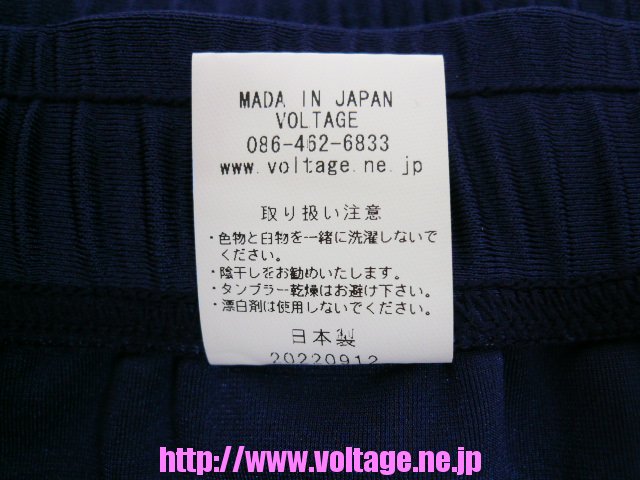 MADA IN JAPAN
VOLTAGE
086-462-6833
www.voltage.ne.jp
取り扱い注意
・色物と白物を一緒に洗濯しないで
ください。
・陰干しをお勧めいたします。
・タンブラー乾燥はお避け下さい。
・漂白剤は使用しないでください。
日本製
20220912
http://www.voltage.ne.jp